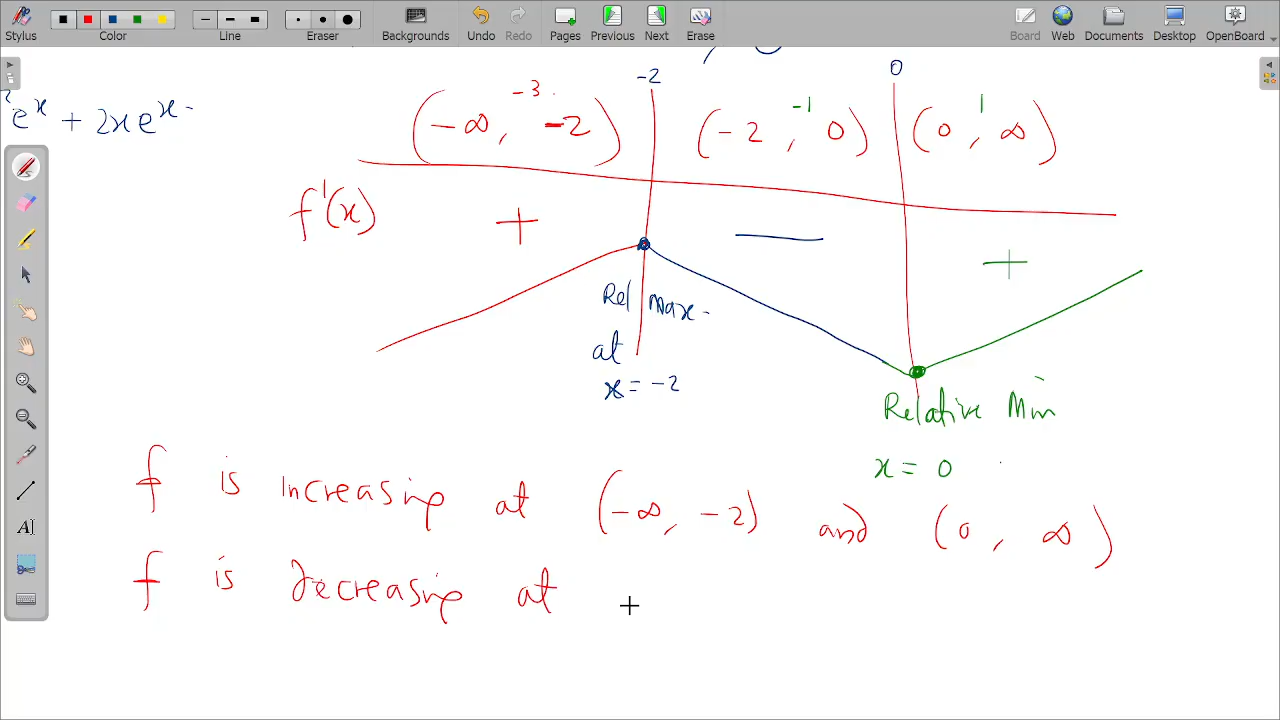 Stylus Color Line Eraser Backgrounds Undo Redo Pages Previous Next Erase Board Web Documents Desktop OpenBoard
-2 0
²eˣ + 2xeˣ
-3 -1 1
(-∞, -2) (-2, 0) (0, ∞)
f'(x) + — +
Rel Max
at
x = -2
Relative Min
x = 0
f is increasing at (-∞, -2) and (0, ∞)
f is decreasing at